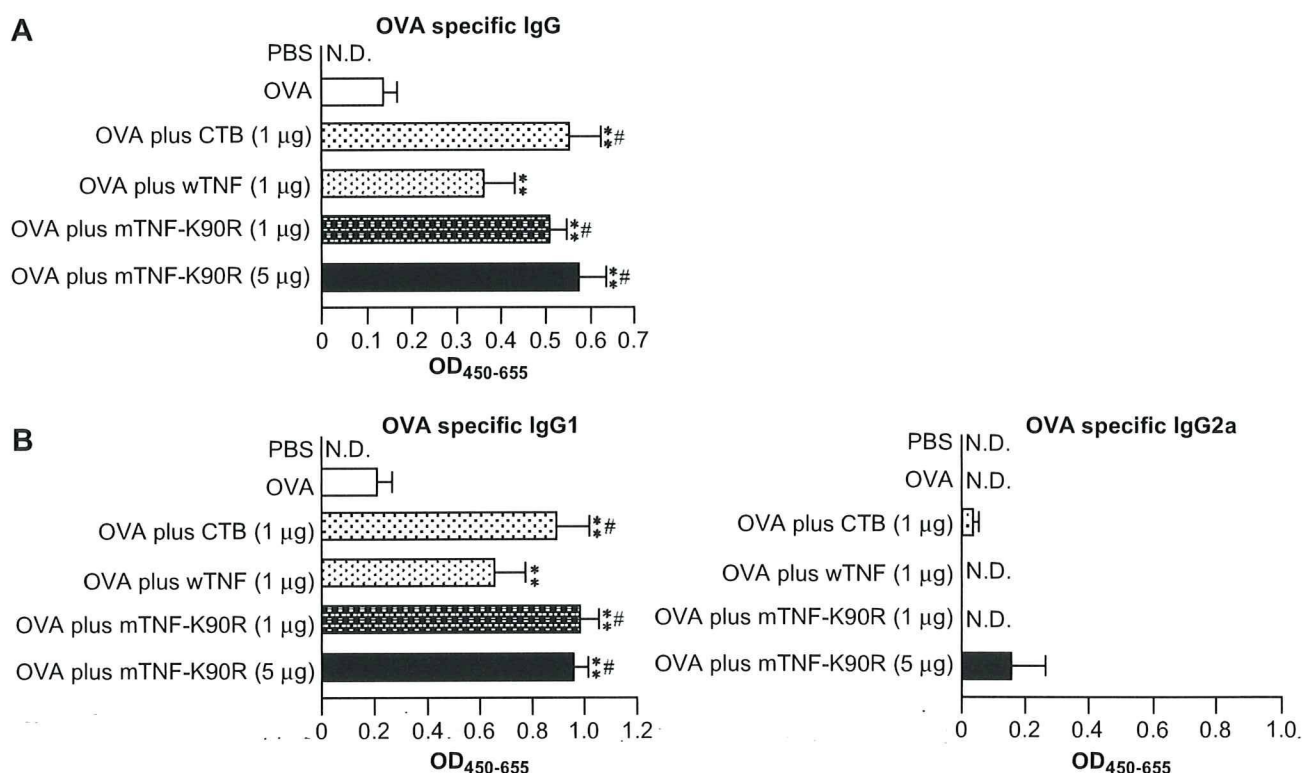 A
OVA specific IgG
PBS N.D.
OVA
OVA plus CTB (1 μg) **#
OVA plus wTNF (1 μg) **
OVA plus mTNF-K90R (1 μg) **#
OVA plus mTNF-K90R (5 μg) **#
0 0.1 0.2 0.3 0.4 0.5 0.6 0.7
OD450-655
B
OVA specific IgG1
PBS N.D.
OVA
OVA plus CTB (1 μg) **#
OVA plus wTNF (1 μg) **
OVA plus mTNF-K90R (1 μg) **#
OVA plus mTNF-K90R (5 μg) **#
0 0.2 0.4 0.6 0.8 1.0 1.2
OD450-655
OVA specific IgG2a
PBS N.D.
OVA N.D.
OVA plus CTB (1 μg)
OVA plus wTNF (1 μg) N.D.
OVA plus mTNF-K90R (1 μg) N.D.
OVA plus mTNF-K90R (5 μg)
0 0.2 0.4 0.6 0.8 1.0
OD450-655